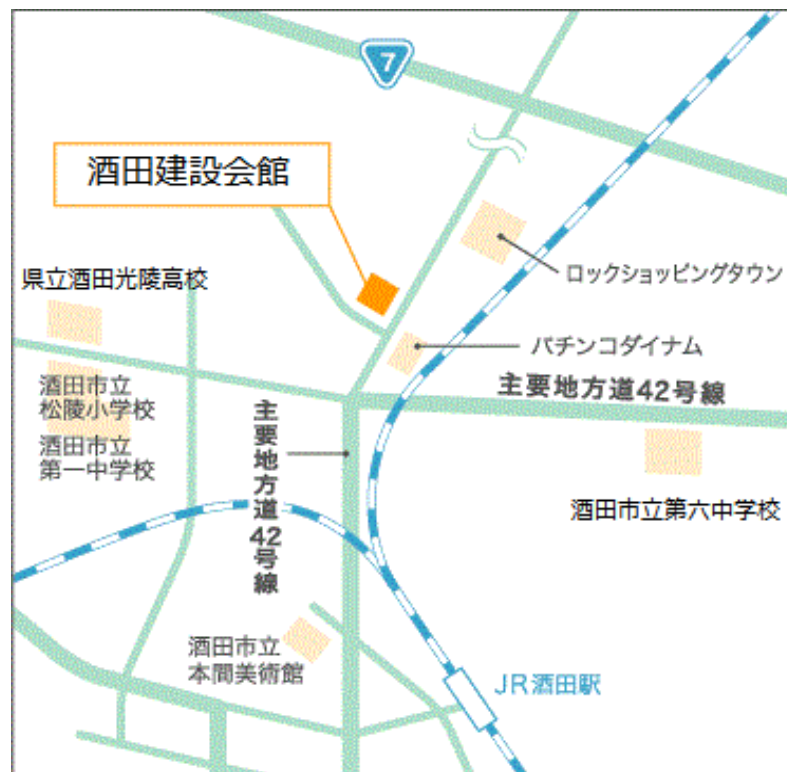 7
酒田建設会館
ロックショッピングタウン
県立酒田光陵高校
パチンコダイナム
主要地方道42号線
酒田市立
松陵小学校
主要地方道42号線
酒田市立
第一中学校
酒田市立第六中学校
酒田市立
本間美術館
JR酒田駅